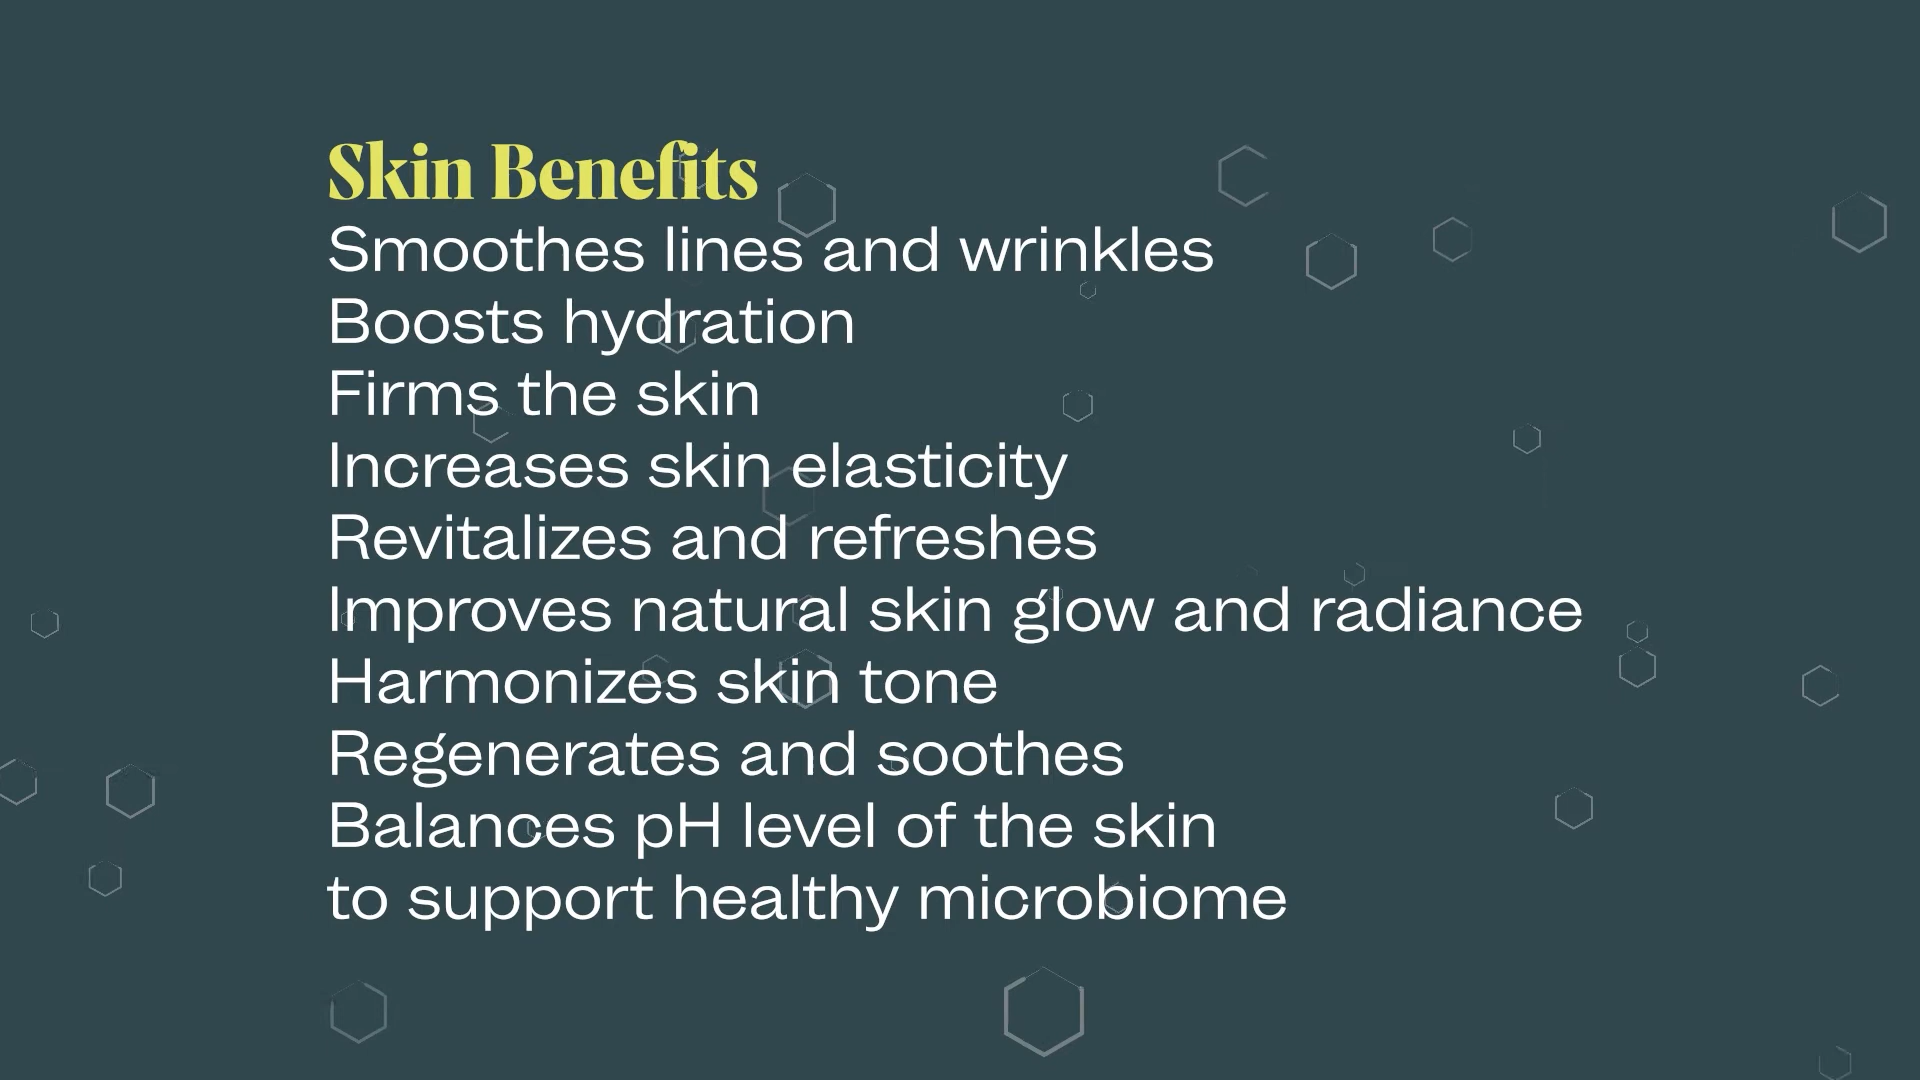 Skin Benefits
Smoothes lines and wrinkles
Boosts hydration
Firms the skin
Increases skin elasticity
Revitalizes and refreshes
Improves natural skin glow and radiance
Harmonizes skin tone
Regenerates and soothes
Balances pH level of the skin
to support healthy microbiome